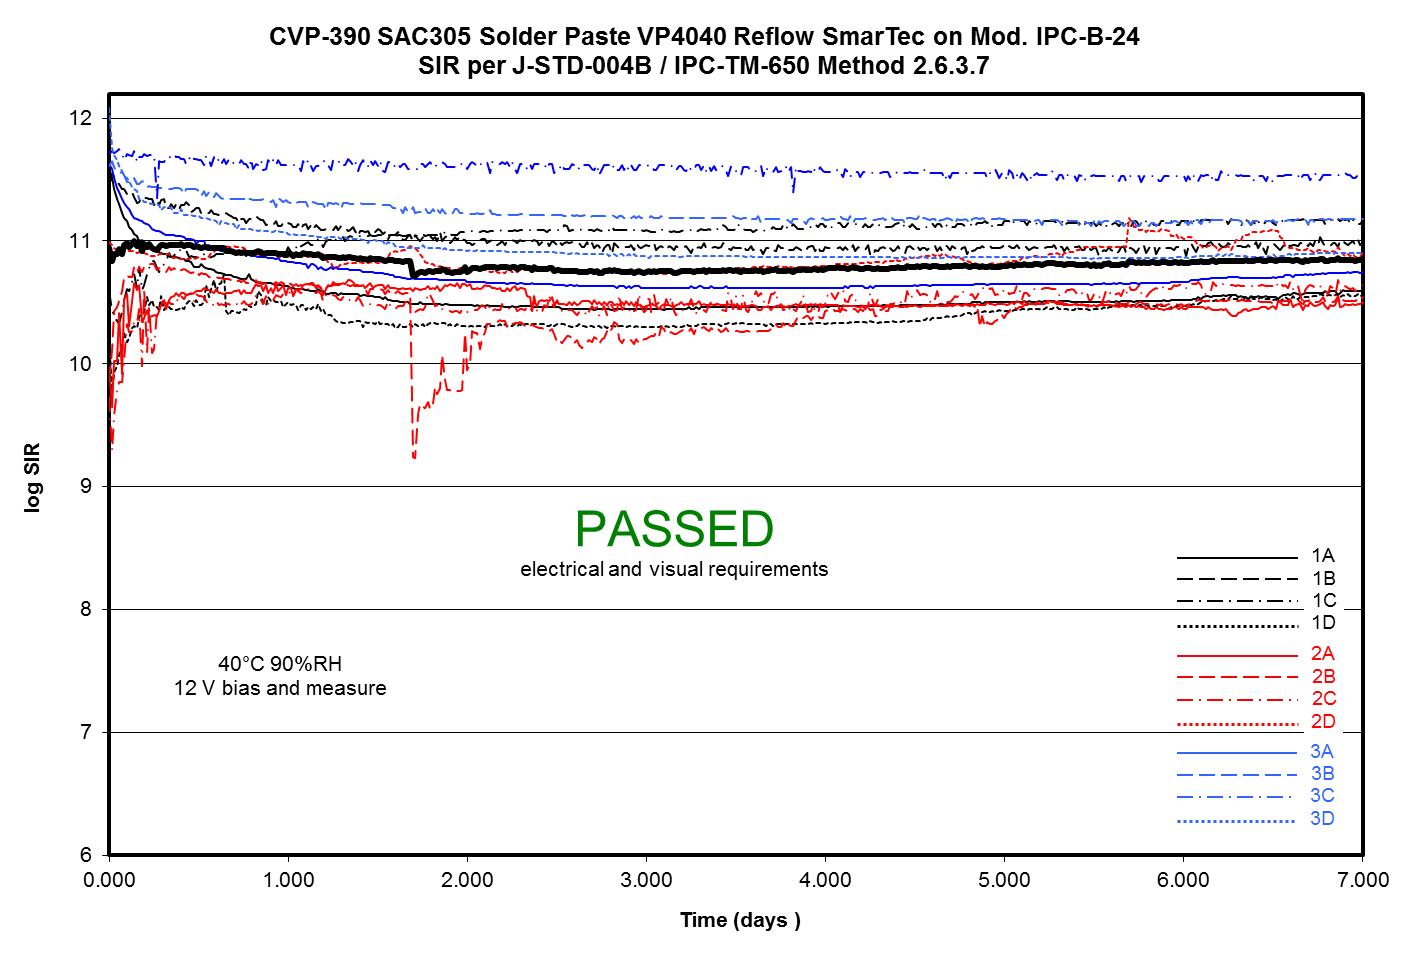 CVP-390 SAC305 Solder Paste VP4040 Reflow SmarTec on Mod. IPC-B-24
SIR per J-STD-004B / IPC-TM-650 Method 2.6.3.7
12
11
10
9
8
7
6
log SIR
PASSED
electrical and visual requirements
40°C 90%RH
12 V bias and measure
1A
1B
1C
1D
2A
2B
2C
2D
3A
3B
3C
3D
0.000 1.000 2.000 3.000 4.000 5.000 6.000 7.000
Time (days )